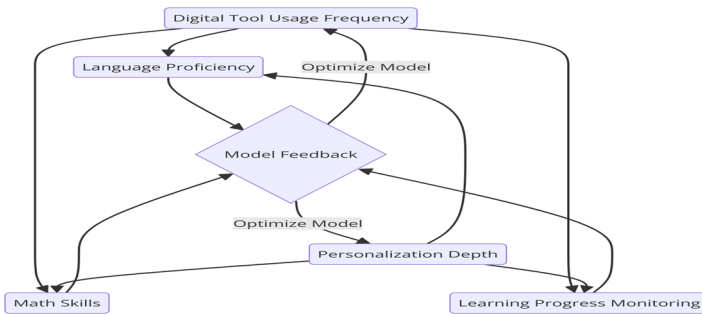 Digital Tool Usage Frequency
Language Proficiency
Optimize Model
Model Feedback
Optimize Model
Personalization Depth
Math Skills
Learning Progress Monitoring